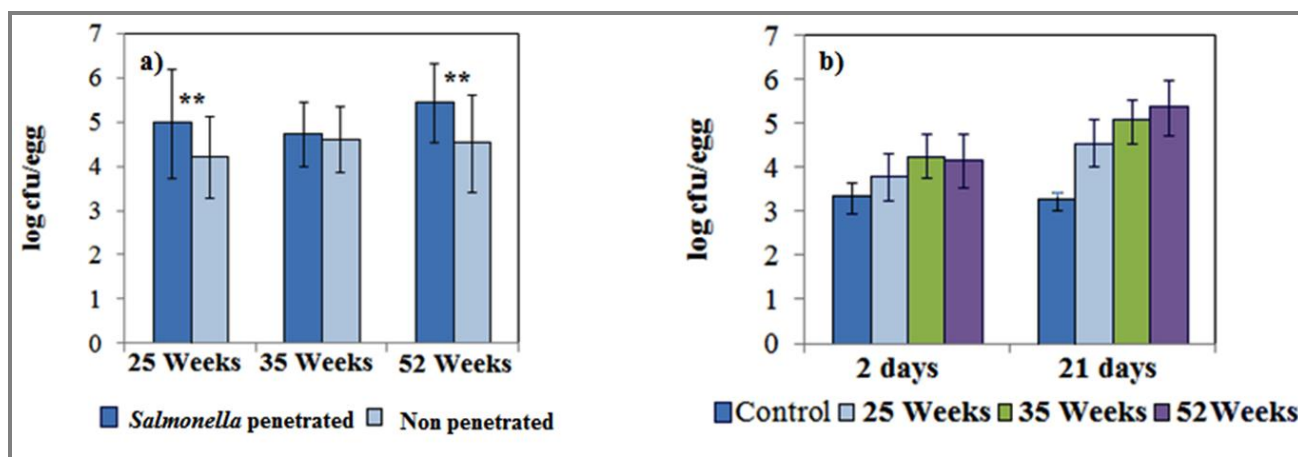 a)
log cfu/egg
7
6
5
4
3
2
1
0
**
**
25 Weeks 35 Weeks 52 Weeks
Salmonella penetrated Non penetrated
b)
log cfu/egg
7
6
5
4
3
2
1
0
2 days 21 days
Control 25 Weeks 35 Weeks 52Weeks